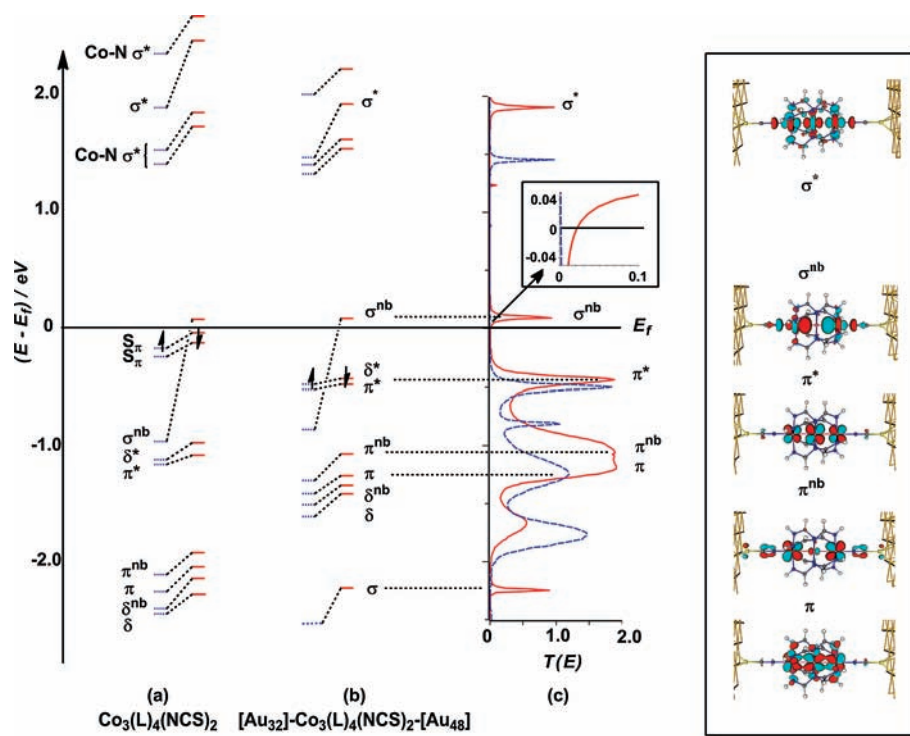 Co-N σ*
σ*
Co-N σ*
Sπ
Sπ
σnb
δ*
π*
πnb
π
δnb
δ
2.0
1.0
0
-1.0
-2.0
(E - Ef) / eV
σ*
σnb
δ*
π*
πnb
π
δnb
δ
σ
σ*
0.04
0
-0.04
0
0.1
σnb
Ef
π*
πnb
π
0
1.0
2.0
T(E)
(a)
Co3(L)4(NCS)2
(b)
[Au32]-Co3(L)4(NCS)2-[Au48]
(c)
σ*
σnb
π*
πnb
π